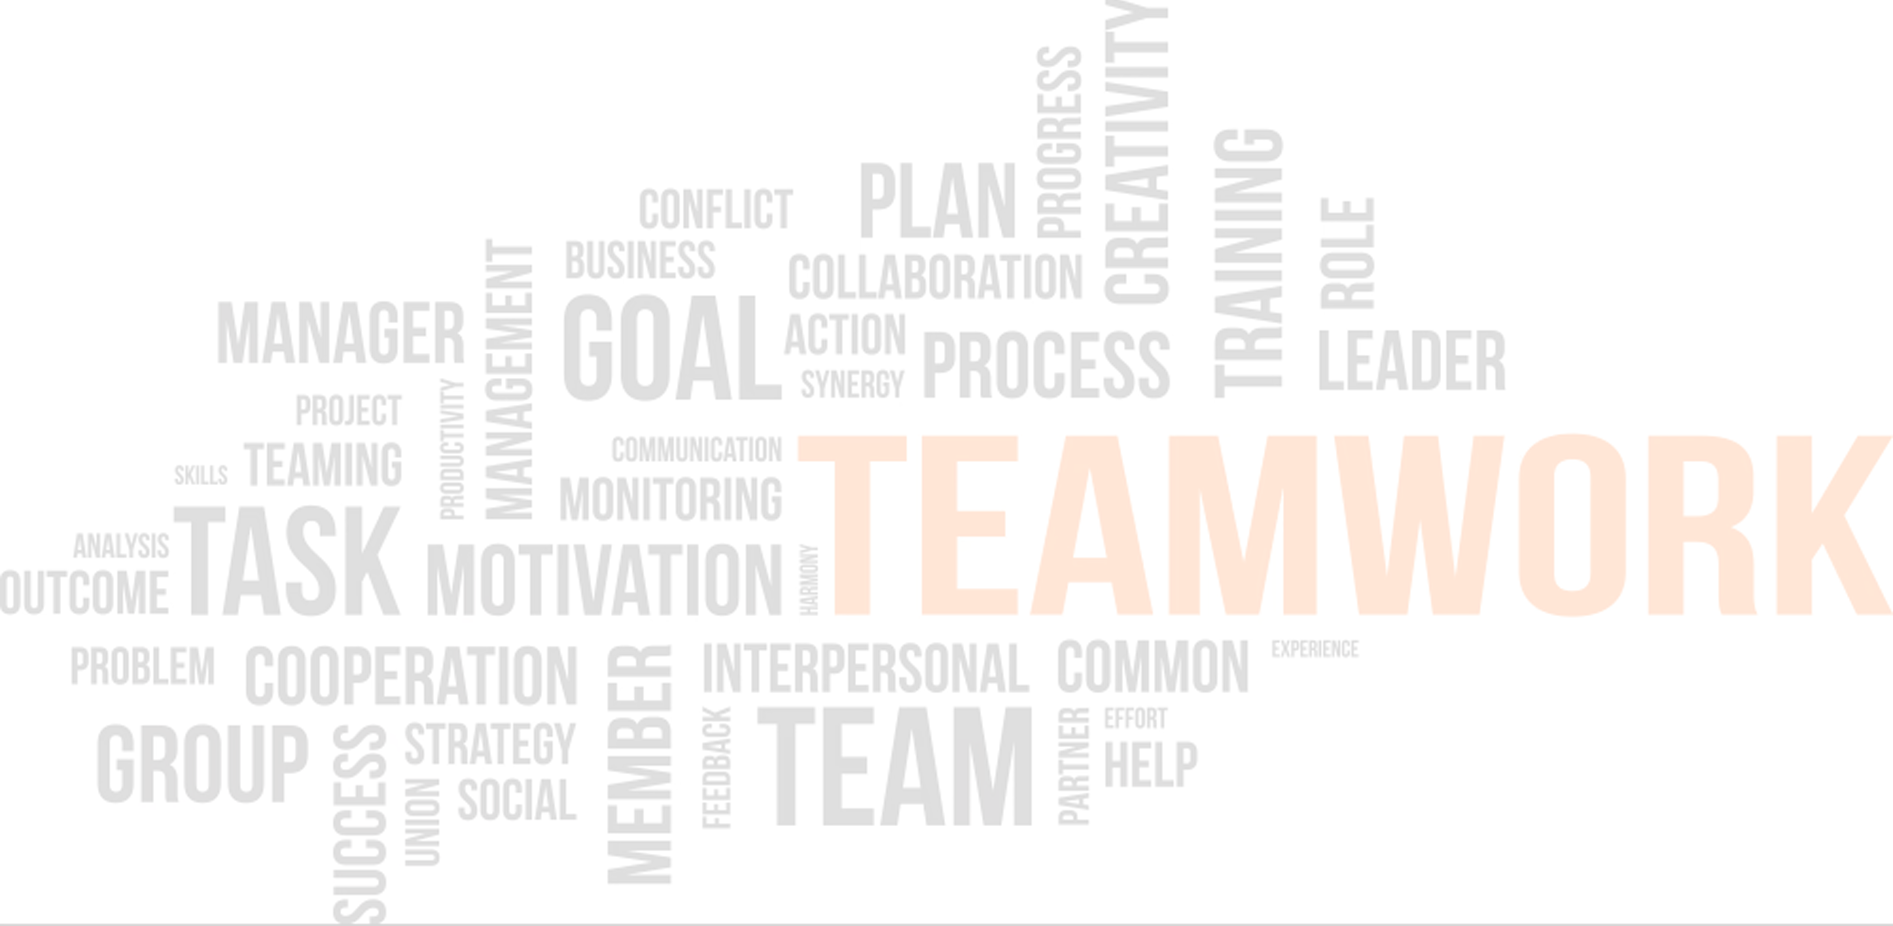 CREATIVITY
PROGRESS
TRAINING
PLAN
CONFLICT
ROLE
BUSINESS
COLLABORATION
MANAGEMENT
MANAGER
GOAL
ACTION
PROCESS
LEADER
SYNERGY
PROJECT
PRODUCTIVITY
COMMUNICATION
TEAMWORK
TEAMING
SKILLS
MONITORING
TASK
ANALYSIS
MOTIVATION
HARMONY
OUTCOME
PROBLEM
COOPERATION
MEMBER
INTERPERSONAL
COMMON
EXPERIENCE
GROUP
SUCCESS
STRATEGY
FEEDBACK
TEAM
PARTNER
EFFORT
HELP
UNION
SOCIAL